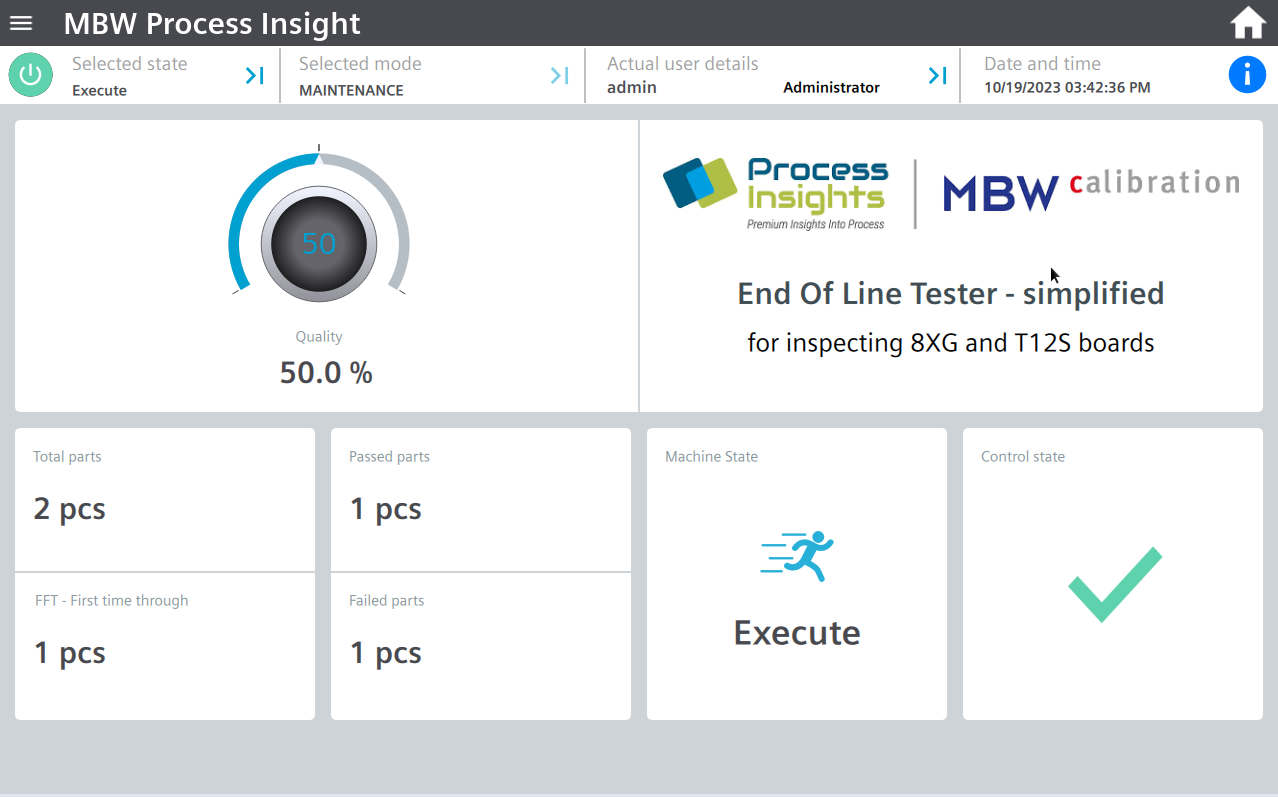 MBW Process Insight
Selected state
Execute
Selected mode
MAINTENANCE
Actual user details
admin
Administrator
Date and time
10/19/2023 03:42:36 PM
50
Quality
50.0 %
Process
Insights
Premium Insights Into Process
MBW calibration
End Of Line Tester - simplified
for inspecting 8XG and T12S boards
Total parts
2 pcs
Passed parts
1 pcs
FFT - First time through
1 pcs
Failed parts
1 pcs
Machine State
Execute
Control state